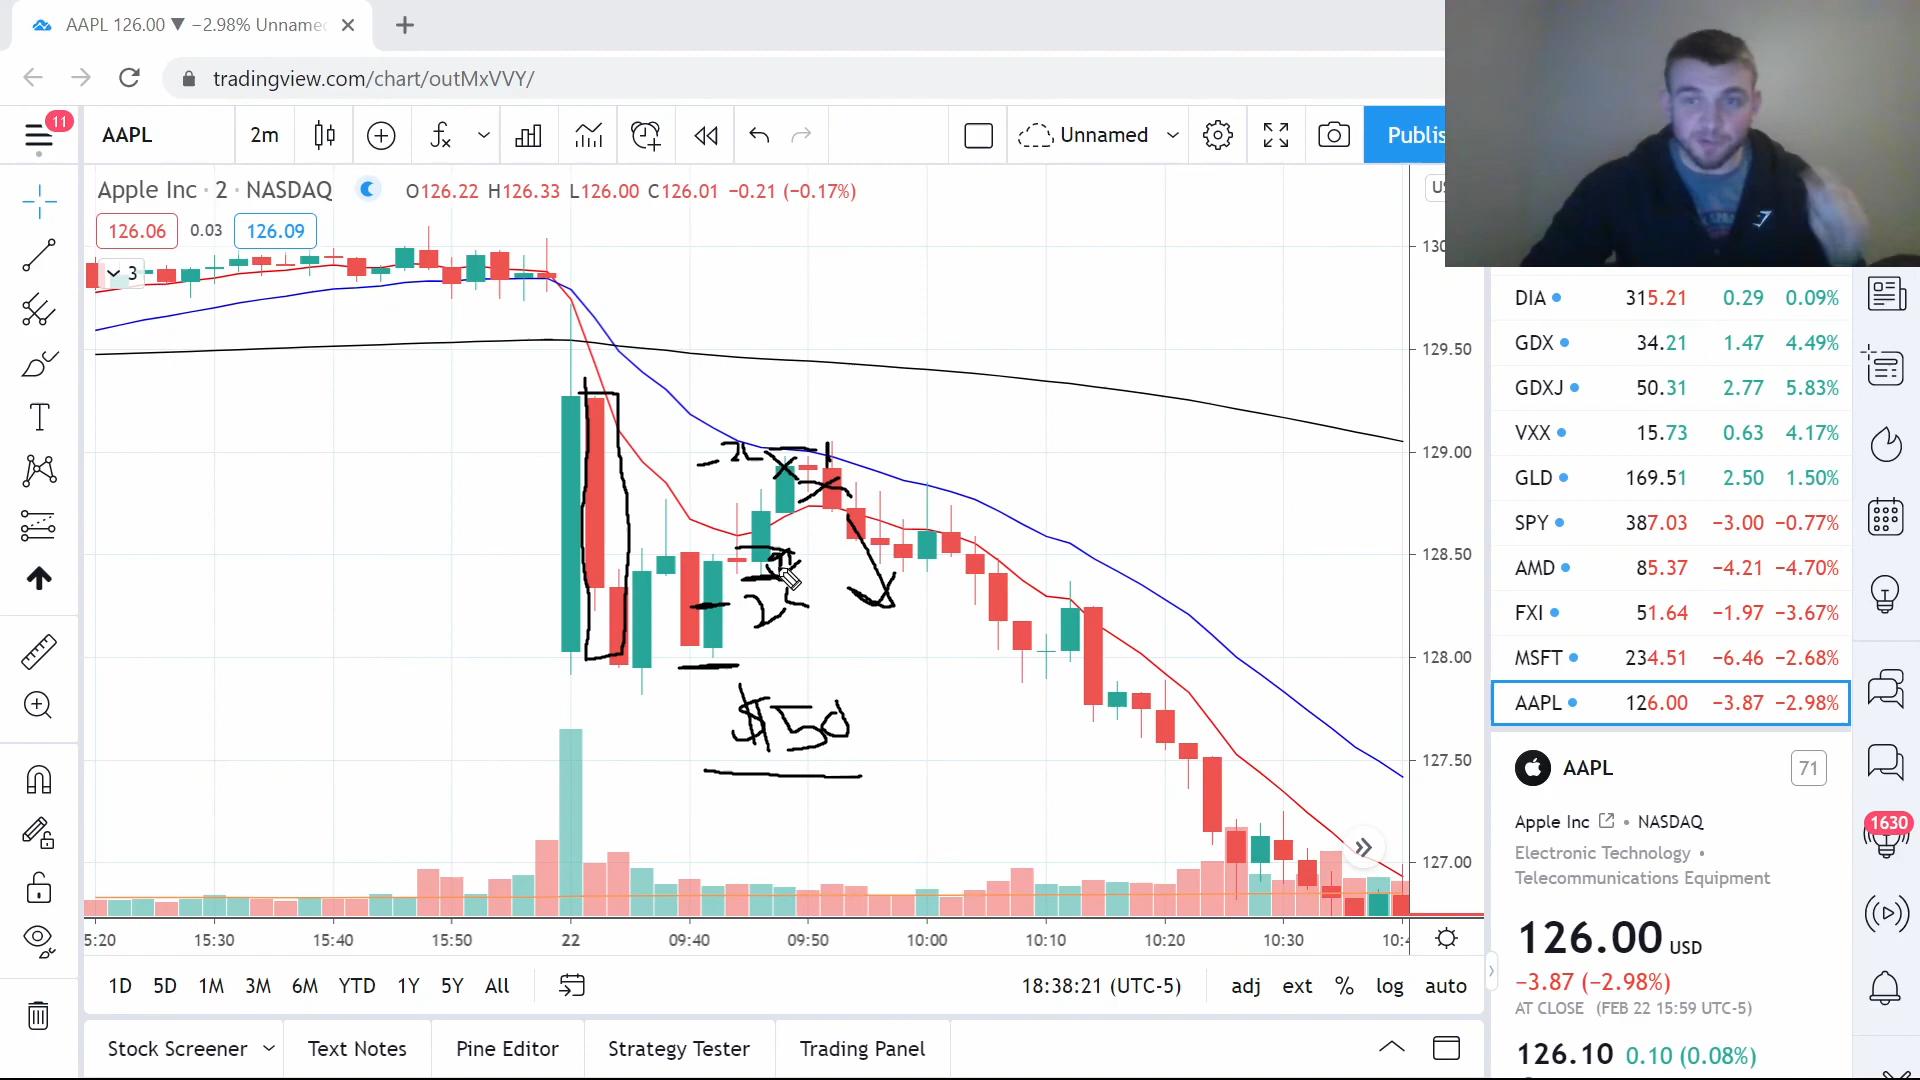 AAPL 126.00 ▼ −2.98% Unname
tradingview.com/chart/outMxVVY/
11
AAPL
2m
Unnamed
Publis
Apple Inc · 2 · NASDAQ
O126.22 H126.33 L126.00 C126.01 −0.21 (−0.17%)
126.06
0.03
126.09
3
129.50
129.00
128.50
128.00
127.50
127.00
$50
15:30
15:40
15:50
22
09:40
09:50
10:00
10:10
10:20
10:30
1D 5D 1M 3M 6M YTD 1Y 5Y All
18:38:21 (UTC-5)
adj ext % log auto
Stock Screener
Text Notes
Pine Editor
Strategy Tester
Trading Panel
DIA 315.21 0.29 0.09%
GDX 34.21 1.47 4.49%
GDXJ 50.31 2.77 5.83%
VXX 15.73 0.63 4.17%
GLD 169.51 2.50 1.50%
SPY 387.03 −3.00 −0.77%
AMD 85.37 −4.21 −4.70%
FXI 51.64 −1.97 −3.67%
MSFT 234.51 −6.46 −2.68%
AAPL 126.00 −3.87 −2.98%
AAPL
71
Apple Inc • NASDAQ
Electronic Technology •
Telecommunications Equipment
126.00 USD
−3.87 (−2.98%)
AT CLOSE (FEB 22 15:59 UTC-5)
126.10 0.10 (0.08%)
1630